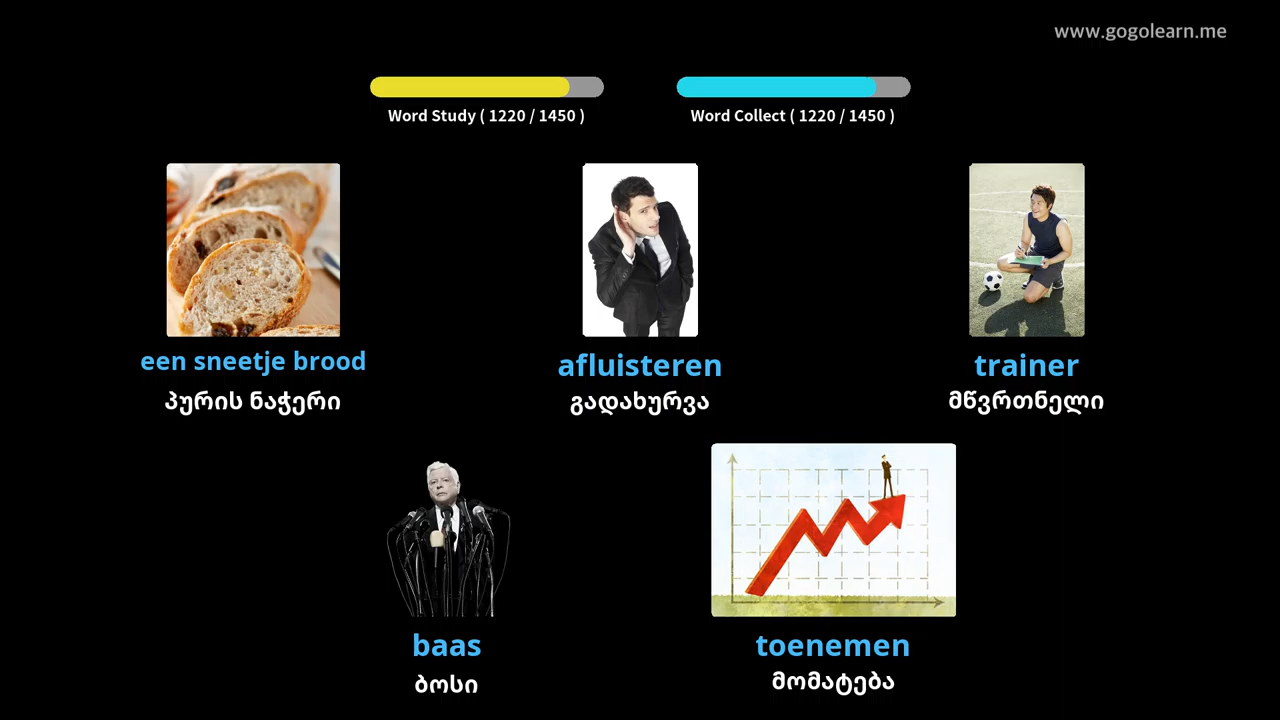 www.gogolearn.me
Word Study ( 1220 / 1450 )
Word Collect ( 1220 / 1450 )
een sneetje brood
afluisteren
trainer
პურის ნაჭერი
გადახურვა
მწვრთნელი
baas
toenemen
ბოსი
მომატება